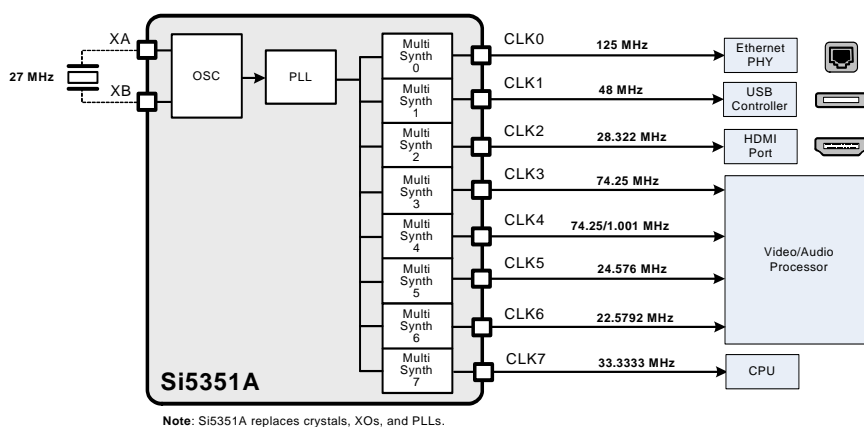 XA
27 MHz
XB
OSC
PLL
Multi
Synth
0
Multi
Synth
1
Multi
Synth
2
Multi
Synth
3
Multi
Synth
4
Multi
Synth
5
Multi
Synth
6
Multi
Synth
7
Si5351A
CLK0
125 MHz
Ethernet
PHY
CLK1
48 MHz
USB
Controller
CLK2
28.322 MHz
HDMI
Port
CLK3
74.25 MHz
CLK4
74.25/1.001 MHz
CLK5
24.576 MHz
CLK6
22.5792 MHz
Video/Audio
Processor
CLK7
33.3333 MHz
CPU
Note: Si5351A replaces crystals, XOs, and PLLs.